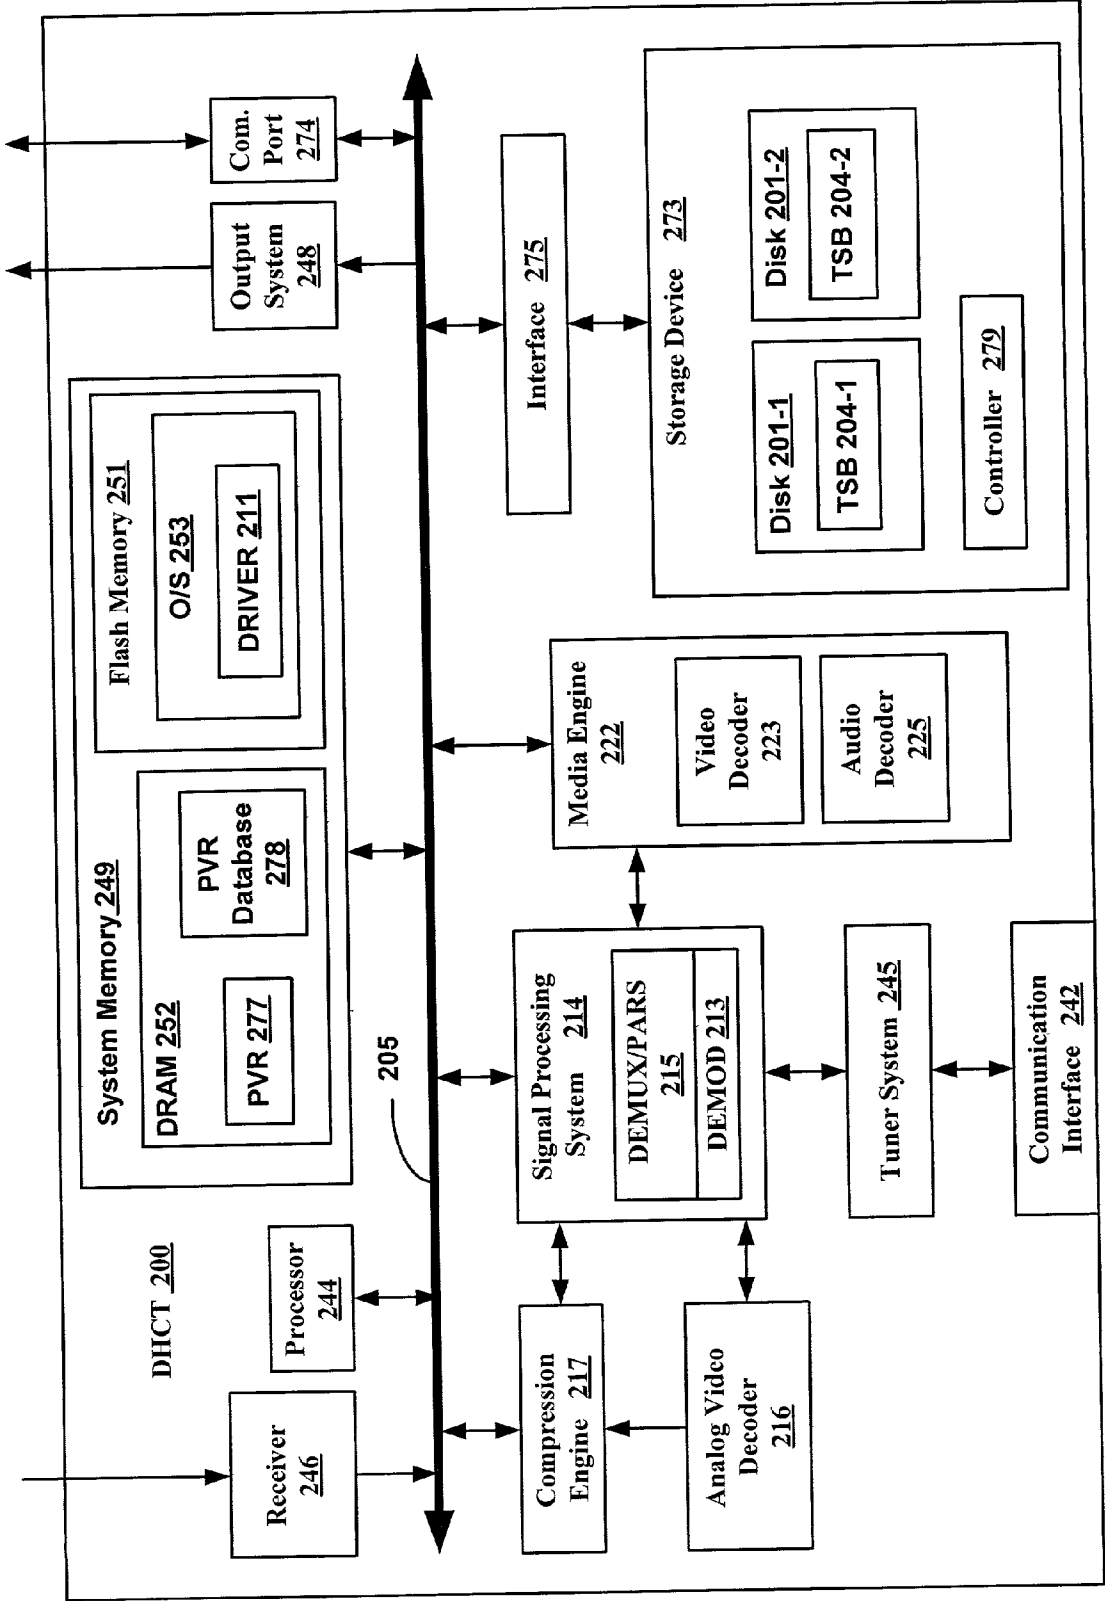 DHCT 200
Receiver
246
Processor
244
System Memory 249
DRAM 252
PVR 277
PVR
Database
278
Flash Memory 251
O/S 253
DRIVER 211
Output
System
248
Com.
Port
274
205
Compression
Engine 217
Analog Video
Decoder
216
Signal Processing
System 214
DEMUX/PARS
215
DEMOD 213
Tuner System 245
Communication
Interface 242
Media Engine
222
Video
Decoder
223
Audio
Decoder
225
Interface 275
Storage Device 273
Disk 201-1
TSB 204-1
Disk 201-2
TSB 204-2
Controller 279